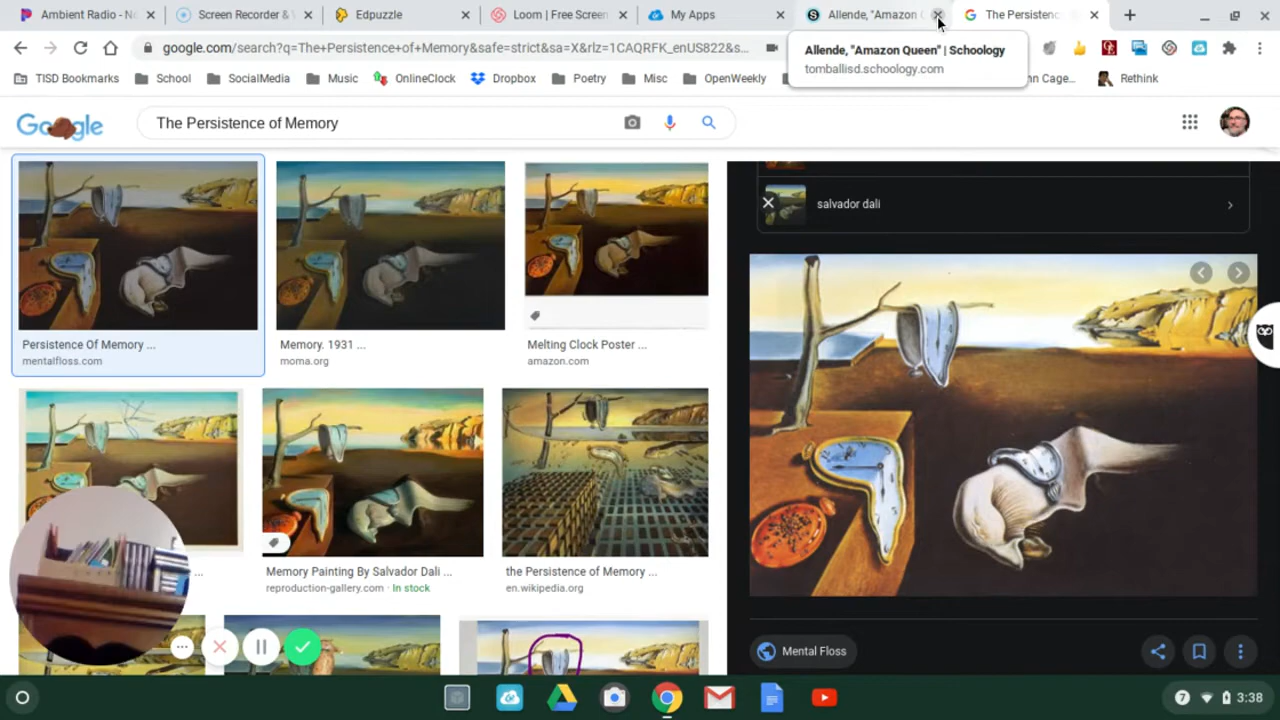 Ambient Radio - N
Screen Recorder &
Edpuzzle
Loom | Free Screen
My Apps
Allende, "Amazon
The Persistenc
google.com/search?q=The+Persistence+of+Memory&safe=strict&sa=X&rlz=1CAQRFK_enUS822&s...
Allende, "Amazon Queen" | Schoology
tomballisd.schoology.com
TISD Bookmarks
School
SocialMedia
Music
OnlineClock
Dropbox
Poetry
Misc
OpenWeekly
hn Cage...
Rethink
Google
The Persistence of Memory
salvador dali
Persistence Of Memory ...
mentalfloss.com
Memory. 1931 ...
moma.org
Melting Clock Poster ...
amazon.com
...
Memory Painting By Salvador Dali ...
reproduction-gallery.com · In stock
the Persistence of Memory ...
en.wikipedia.org
Mental Floss
7
3:38